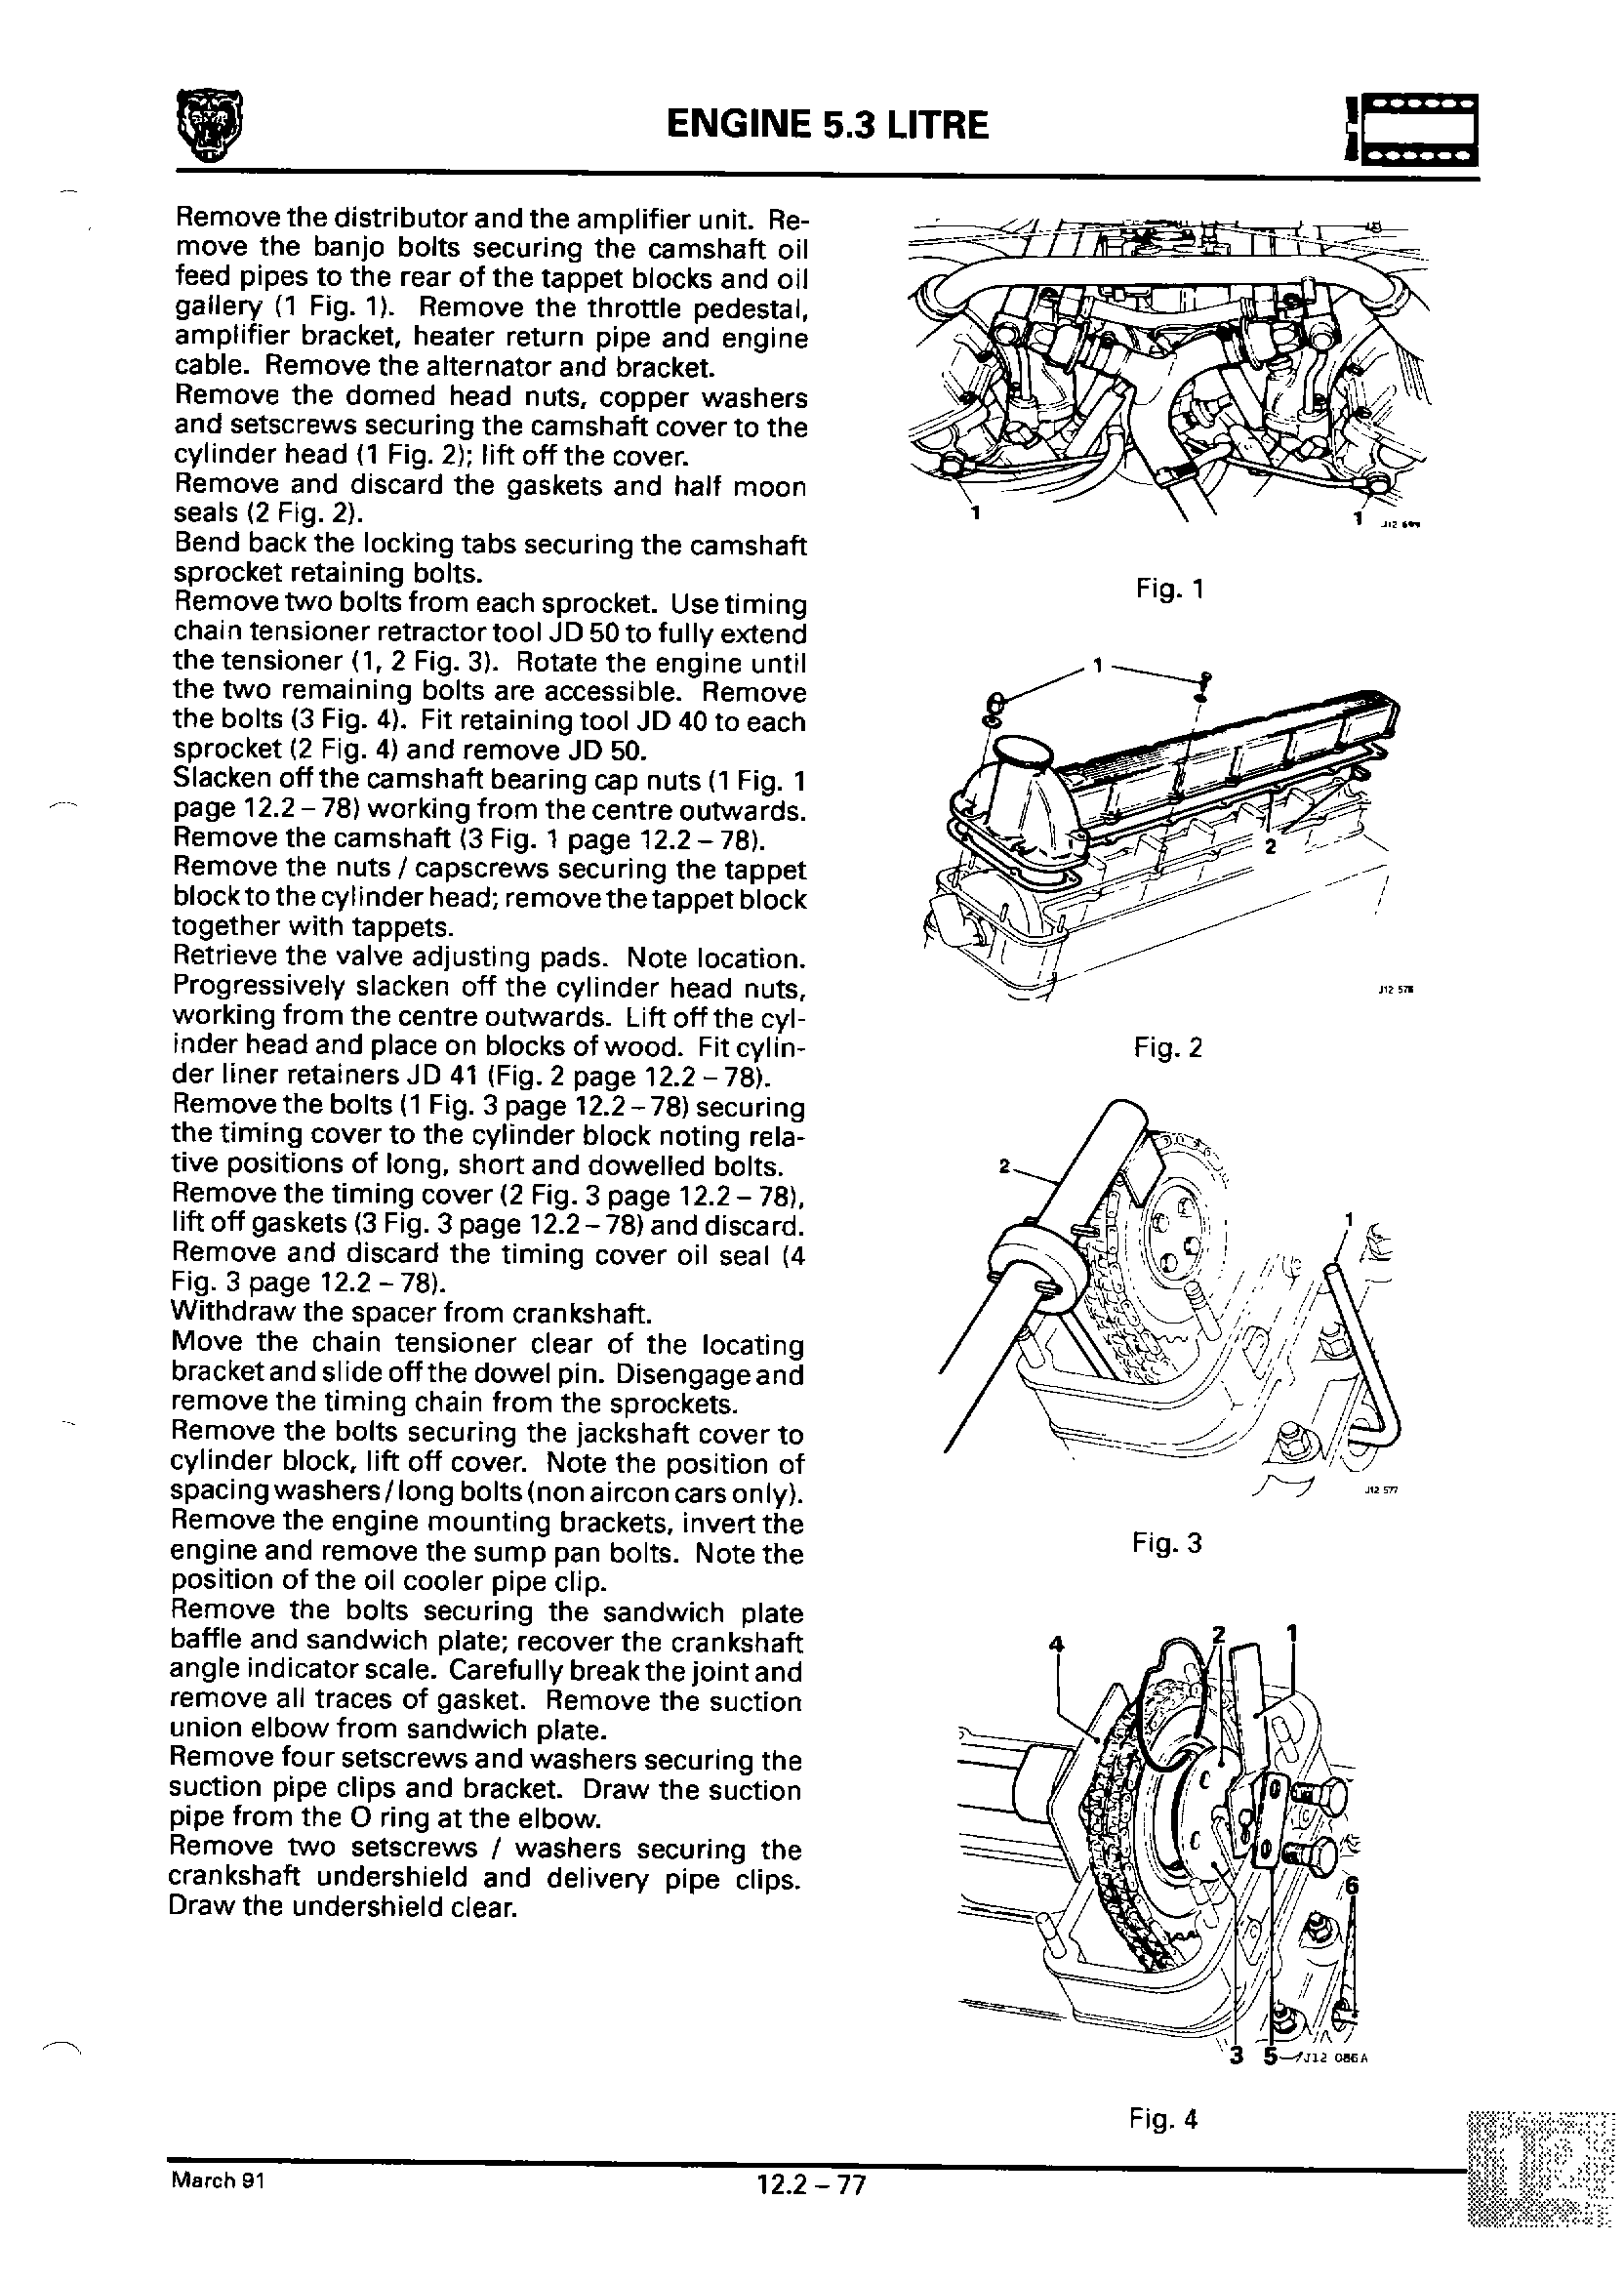 ENGINE 5.3 LITRE
Remove the distributor and the amplifier unit. Re-
move the banjo bolts securing the camshaft oil
feed pipes to the rear of the tappet blocks and oil
gallery (1 Fig. 1). Remove the throttle pedestal,
amplifier bracket, heater return pipe and engine
cable. Remove the alternator and bracket.
Remove the domed head nuts, copper washers
and setscrews securing the camshaft cover to the
cylinder head (1 Fig. 2); lift off the cover.
Remove and discard the gaskets and half moon
seals (2 Fig. 2).
Bend back the locking tabs securing the camshaft
sprocket retaining bolts.
Remove two bolts from each sprocket. Use timing
chain tensioner retractor tool JD 50 to fully extend
the tensioner (1, 2 Fig. 3). Rotate the engine until
the two remaining bolts are accessible. Remove
the bolts (3 Fig. 4). Fit retaining tool JD 40 to each
sprocket (2 Fig. 4) and remove JD 50.
Slacken off the camshaft bearing cap nuts (1 Fig. 1
page 12.2 – 78) working from the centre outwards.
Remove the camshaft (3 Fig. 1 page 12.2 – 78).
Remove the nuts / capscrews securing the tappet
block to the cylinder head; remove the tappet block
together with tappets.
Retrieve the valve adjusting pads. Note location.
Progressively slacken off the cylinder head nuts,
working from the centre outwards. Lift off the cyl-
inder head and place on blocks of wood. Fit cylin-
der liner retainers JD 41 (Fig. 2 page 12.2 – 78).
Remove the bolts (1 Fig. 3 page 12.2 – 78) securing
the timing cover to the cylinder block noting rela-
tive positions of long, short and dowelled bolts.
Remove the timing cover (2 Fig. 3 page 12.2 – 78),
lift off gaskets (3 Fig. 3 page 12.2 – 78) and discard.
Remove and discard the timing cover oil seal (4
Fig. 3 page 12.2 – 78).
Withdraw the spacer from crankshaft.
Move the chain tensioner clear of the locating
bracket and slide off the dowel pin. Disengage and
remove the timing chain from the sprockets.
Remove the bolts securing the jackshaft cover to
cylinder block, lift off cover. Note the position of
spacing washers / long bolts (non aircon cars only).
Remove the engine mounting brackets, invert the
engine and remove the sump pan bolts. Note the
position of the oil cooler pipe clip.
Remove the bolts securing the sandwich plate
baffle and sandwich plate; recover the crankshaft
angle indicator scale. Carefully break the joint and
remove all traces of gasket. Remove the suction
union elbow from sandwich plate.
Remove four setscrews and washers securing the
suction pipe clips and bracket. Draw the suction
pipe from the O ring at the elbow.
Remove two setscrews / washers securing the
crankshaft undershield and delivery pipe clips.
Draw the undershield clear.
1 1
J12 699
Fig. 1
1
2
J12 578
Fig. 2
2
1
J12 577
Fig. 3
4 2 1
6
3 5 J12 086A
Fig. 4
12
March 91
12.2 – 77